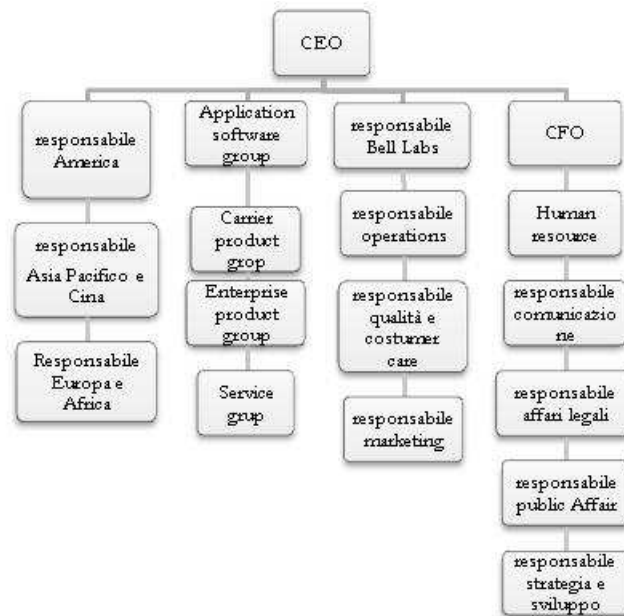 CEO
responsabile
America
responsabile
Asia Pacifico e
Cina
Responsabile
Europa e
Africa
Application
software
group
Carrier
product
grop
Enterprise
product
group
Service
grup
responsabile
Bell Labs
responsabile
operations
responsabile
qualità e
costumer
care
responsabile
marketing
CFO
Human
resource
responsabile
comunicazio
ne
responsabile
affari legali
responsabile
public Affair
responsabile
strategia e
sviluppo